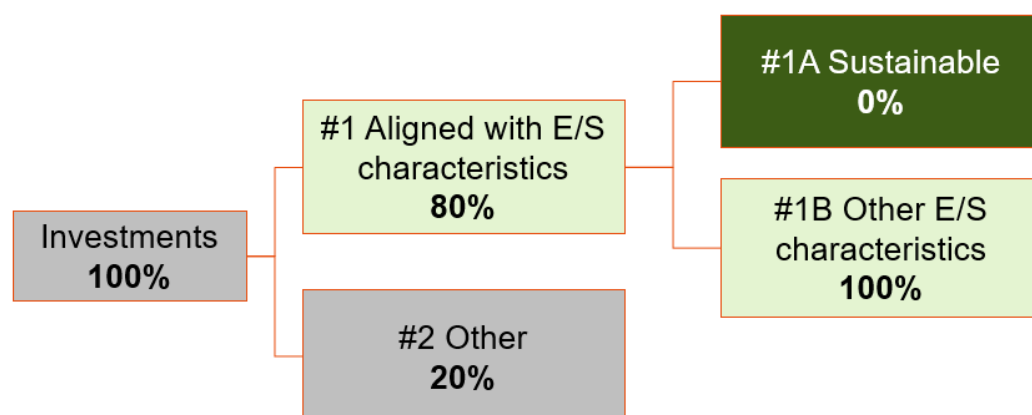 Investments
100%
#1 Aligned with E/S
characteristics
80%
#2 Other
20%
#1A Sustainable
0%
#1B Other E/S
characteristics
100%